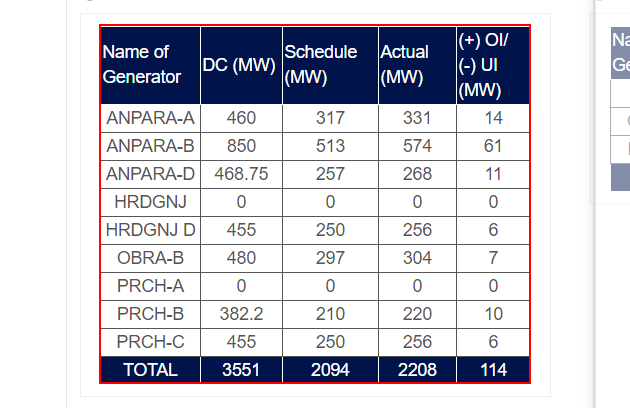 Name of Generator DC (MW) Schedule (MW) Actual (MW) (+) OI/ (-) UI (MW)
ANPARA-A 460 317 331 14
ANPARA-B 850 513 574 61
ANPARA-D 468.75 257 268 11
HRDGNJ 0 0 0 0
HRDGNJ D 455 250 256 6
OBRA-B 480 297 304 7
PRCH-A 0 0 0 0
PRCH-B 382.2 210 220 10
PRCH-C 455 250 256 6
TOTAL 3551 2094 2208 114